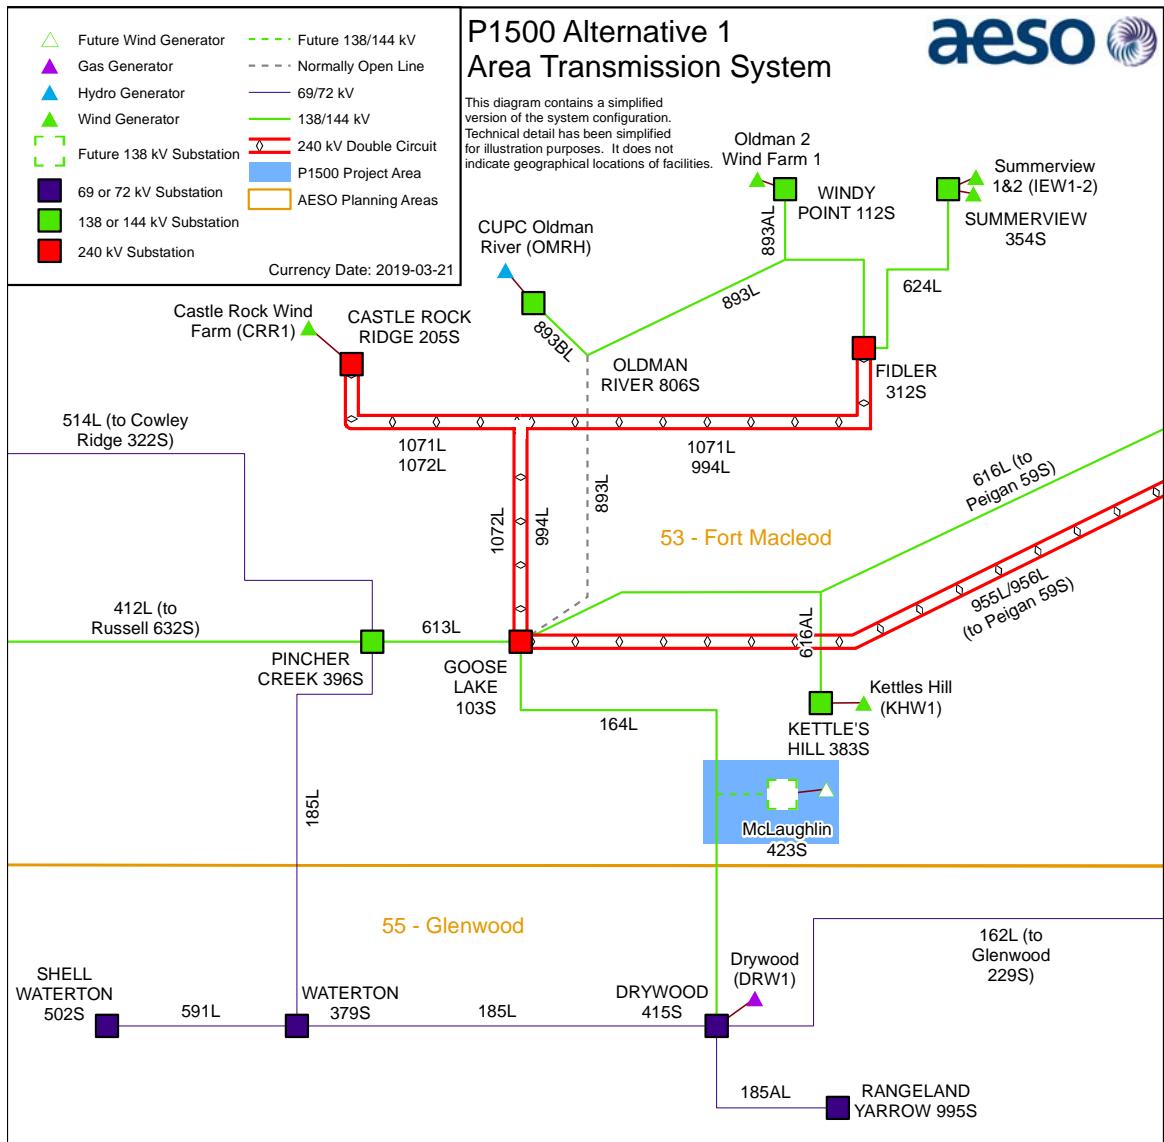 P1500 Alternative 1
Area Transmission System
aeso
This diagram contains a simplified
version of the system configuration.
Technical detail has been simplified
for illustration purposes.  It does not
indicate geographical locations of facilities.
Future Wind Generator
Gas Generator
Hydro Generator
Wind Generator
Future 138 kV Substation
69 or 72 kV Substation
138 or 144 kV Substation
240 kV Substation
Future 138/144 kV
Normally Open Line
69/72 kV
138/144 kV
240 kV Double Circuit
P1500 Project Area
AESO Planning Areas
Currency Date: 2019-03-21
Oldman 2
Wind Farm 1
WINDY
POINT 112S
893AL
Summerview
1&2 (IEW1-2)
SUMMERVIEW
354S
624L
CUPC Oldman
River (OMRH)
893BL
893L
OLDMAN
RIVER 806S
Castle Rock Wind
Farm (CRR1)
CASTLE ROCK
RIDGE 205S
FIDLER
312S
514L (to Cowley
Ridge 322S)
1071L
1072L
1071L
994L
1072L
994L
893L
616L (to
Peigan 59S)
53 - Fort Macleod
955L/956L
(to Peigan 59S)
412L (to
Russell 632S)
613L
616AL
PINCHER
CREEK 396S
GOOSE
LAKE
103S
164L
Kettles Hill
(KHW1)
KETTLE'S
HILL 383S
185L
McLaughlin
423S
55 - Glenwood
162L (to
Glenwood
229S)
SHELL
WATERTON
502S
591L
WATERTON
379S
185L
DRYWOOD
415S
Drywood
(DRW1)
185AL
RANGELAND
YARROW 995S